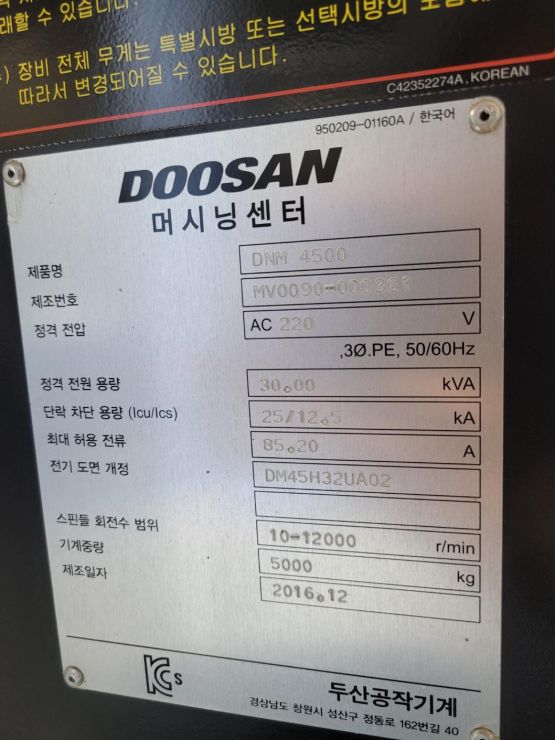 래할 수 있습니다.
) 장비 전체 무게는 특별시방 또는 선택시방의
따라서 변경되어질 수 있습니다.
C42352274A, KOREAN
950209-01160A / 한국어
DOOSAN
머시닝센터
제품명 DNM 4500
제조번호
정격 전압 AC 220 V
,3Ø.PE, 50/60Hz
정격 전원 용량 30.00 kVA
단락 차단 용량 (Icu/Ics) 25/12.5 kA
최대 허용 전류 85.20 A
전기 도면 개정 DM45H32UA02
스핀들 회전수 범위 10-12000 r/min
기계중량 5000 kg
제조일자 2016.12
KCs
두산공작기계
경상남도 창원시 성산구 정동로 162번길 40